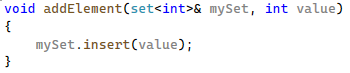 void addElement(set<int>& mySet, int value)
{
    mySet.insert(value);
}